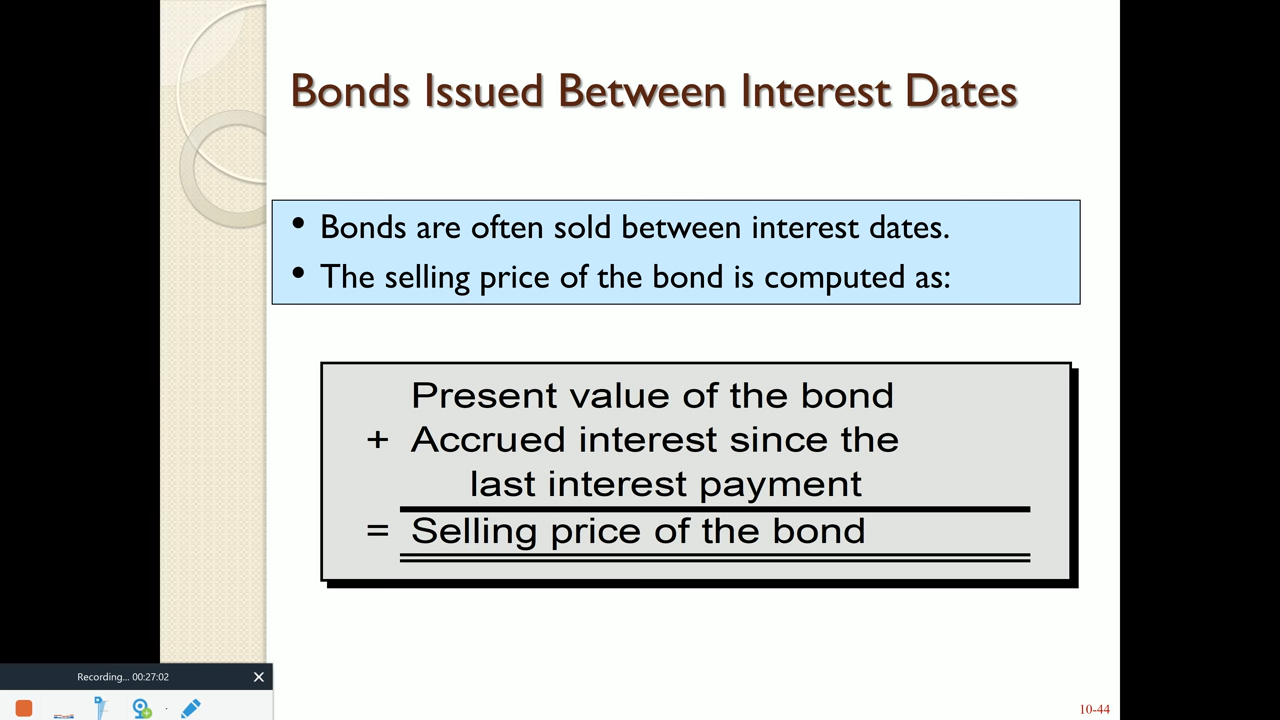 Bonds Issued Between Interest Dates
• Bonds are often sold between interest dates.
• The selling price of the bond is computed as:
Present value of the bond
+ Accrued interest since the
last interest payment
= Selling price of the bond
Recording... 00:27:02
10-44